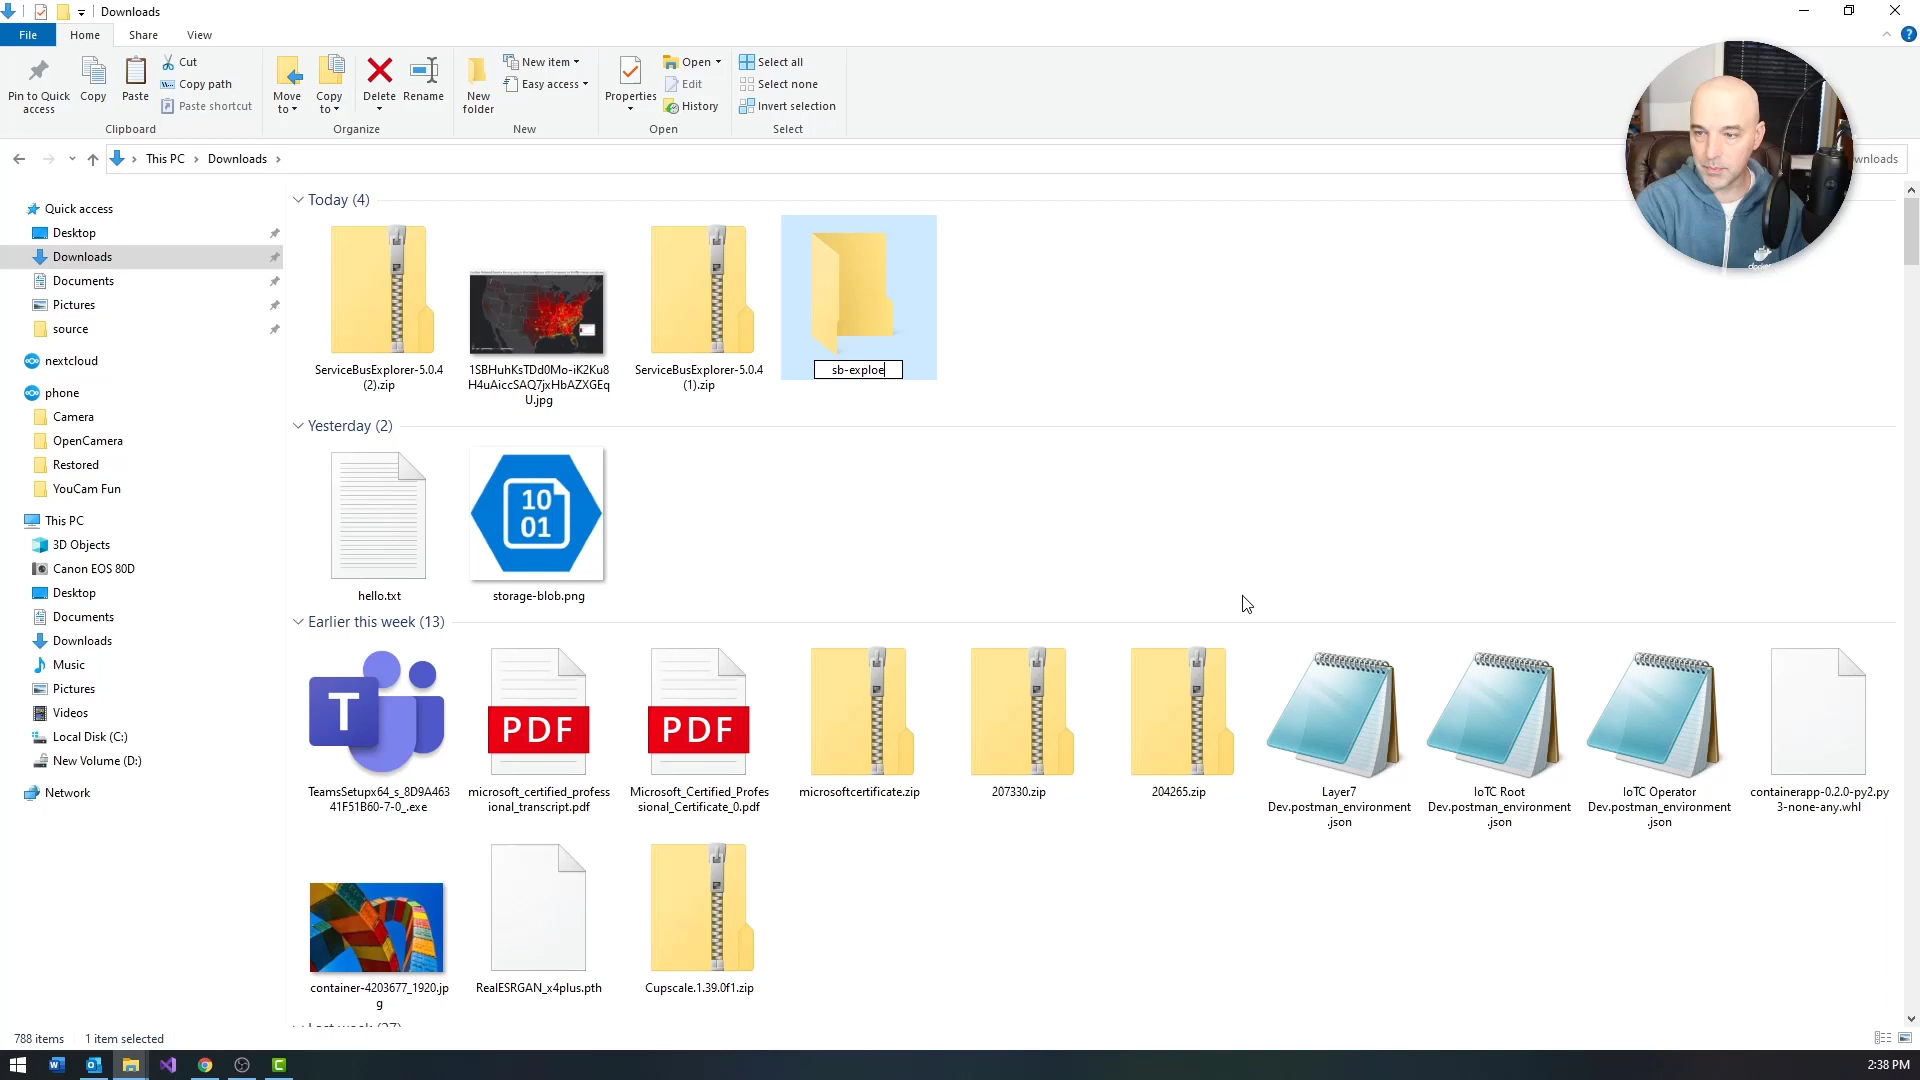 Downloads
File Home Share View
Pin to Quick access
Copy
Paste
Cut
Copy path
Paste shortcut
Clipboard
Move to
Copy to
Delete
Rename
Organize
New folder
New item
Easy access
New
Properties
Open
Edit
History
Open
Select all
Select none
Invert selection
Select
This PC Downloads
wnloads
Quick access
Desktop
Downloads
Documents
Pictures
source
nextcloud
phone
Camera
OpenCamera
Restored
YouCam Fun
This PC
3D Objects
Canon EOS 80D
Desktop
Documents
Downloads
Music
Pictures
Videos
Local Disk (C:)
New Volume (D:)
Network
Today (4)
ServiceBusExplorer-5.0.4
(2).zip
1SBHuhKsTDd0Mo-iK2Ku8
H4uAiccSAQ7jxHbAZXGEq
U.jpg
ServiceBusExplorer-5.0.4
(1).zip
sb-exploe
Yesterday (2)
10
01
hello.txt
storage-blob.png
Earlier this week (13)
T
PDF
PDF
TeamsSetupx64_s_8D9A463
41F51B60-7-0_.exe
microsoft_certified_profess
ional_transcript.pdf
Microsoft_Certified_Profes
sional_Certificate_0.pdf
microsoftcertificate.zip
207330.zip
204265.zip
Layer7
Dev.postman_environment
.json
IoTC Root
Dev.postman_environment
.json
IoTC Operator
Dev.postman_environment
.json
containerapp-0.2.0-py2.py
3-none-any.whl
container-4203677_1920.jp
g
RealESRGAN_x4plus.pth
Cupscale.1.39.0f1.zip
Last week (27)
788 items 1 item selected
2:38 PM